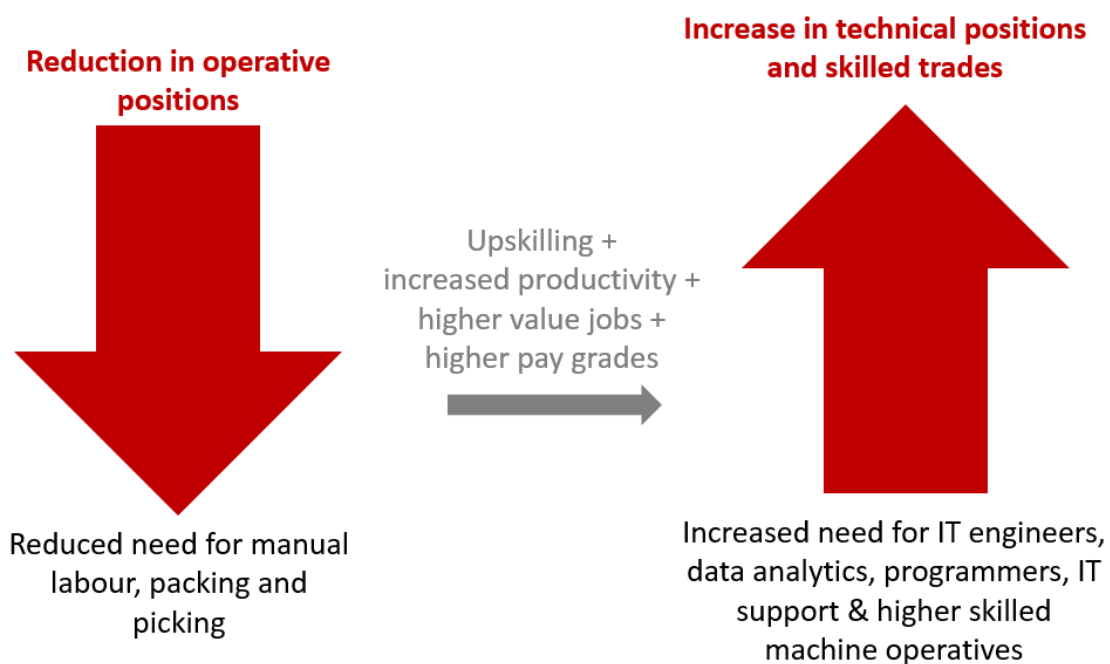 Reduction in operative
positions
Reduced need for manual
labour, packing and
picking
Upskilling +
increased productivity +
higher value jobs +
higher pay grades
Increase in technical positions
and skilled trades
Increased need for IT engineers,
data analytics, programmers, IT
support & higher skilled
machine operatives